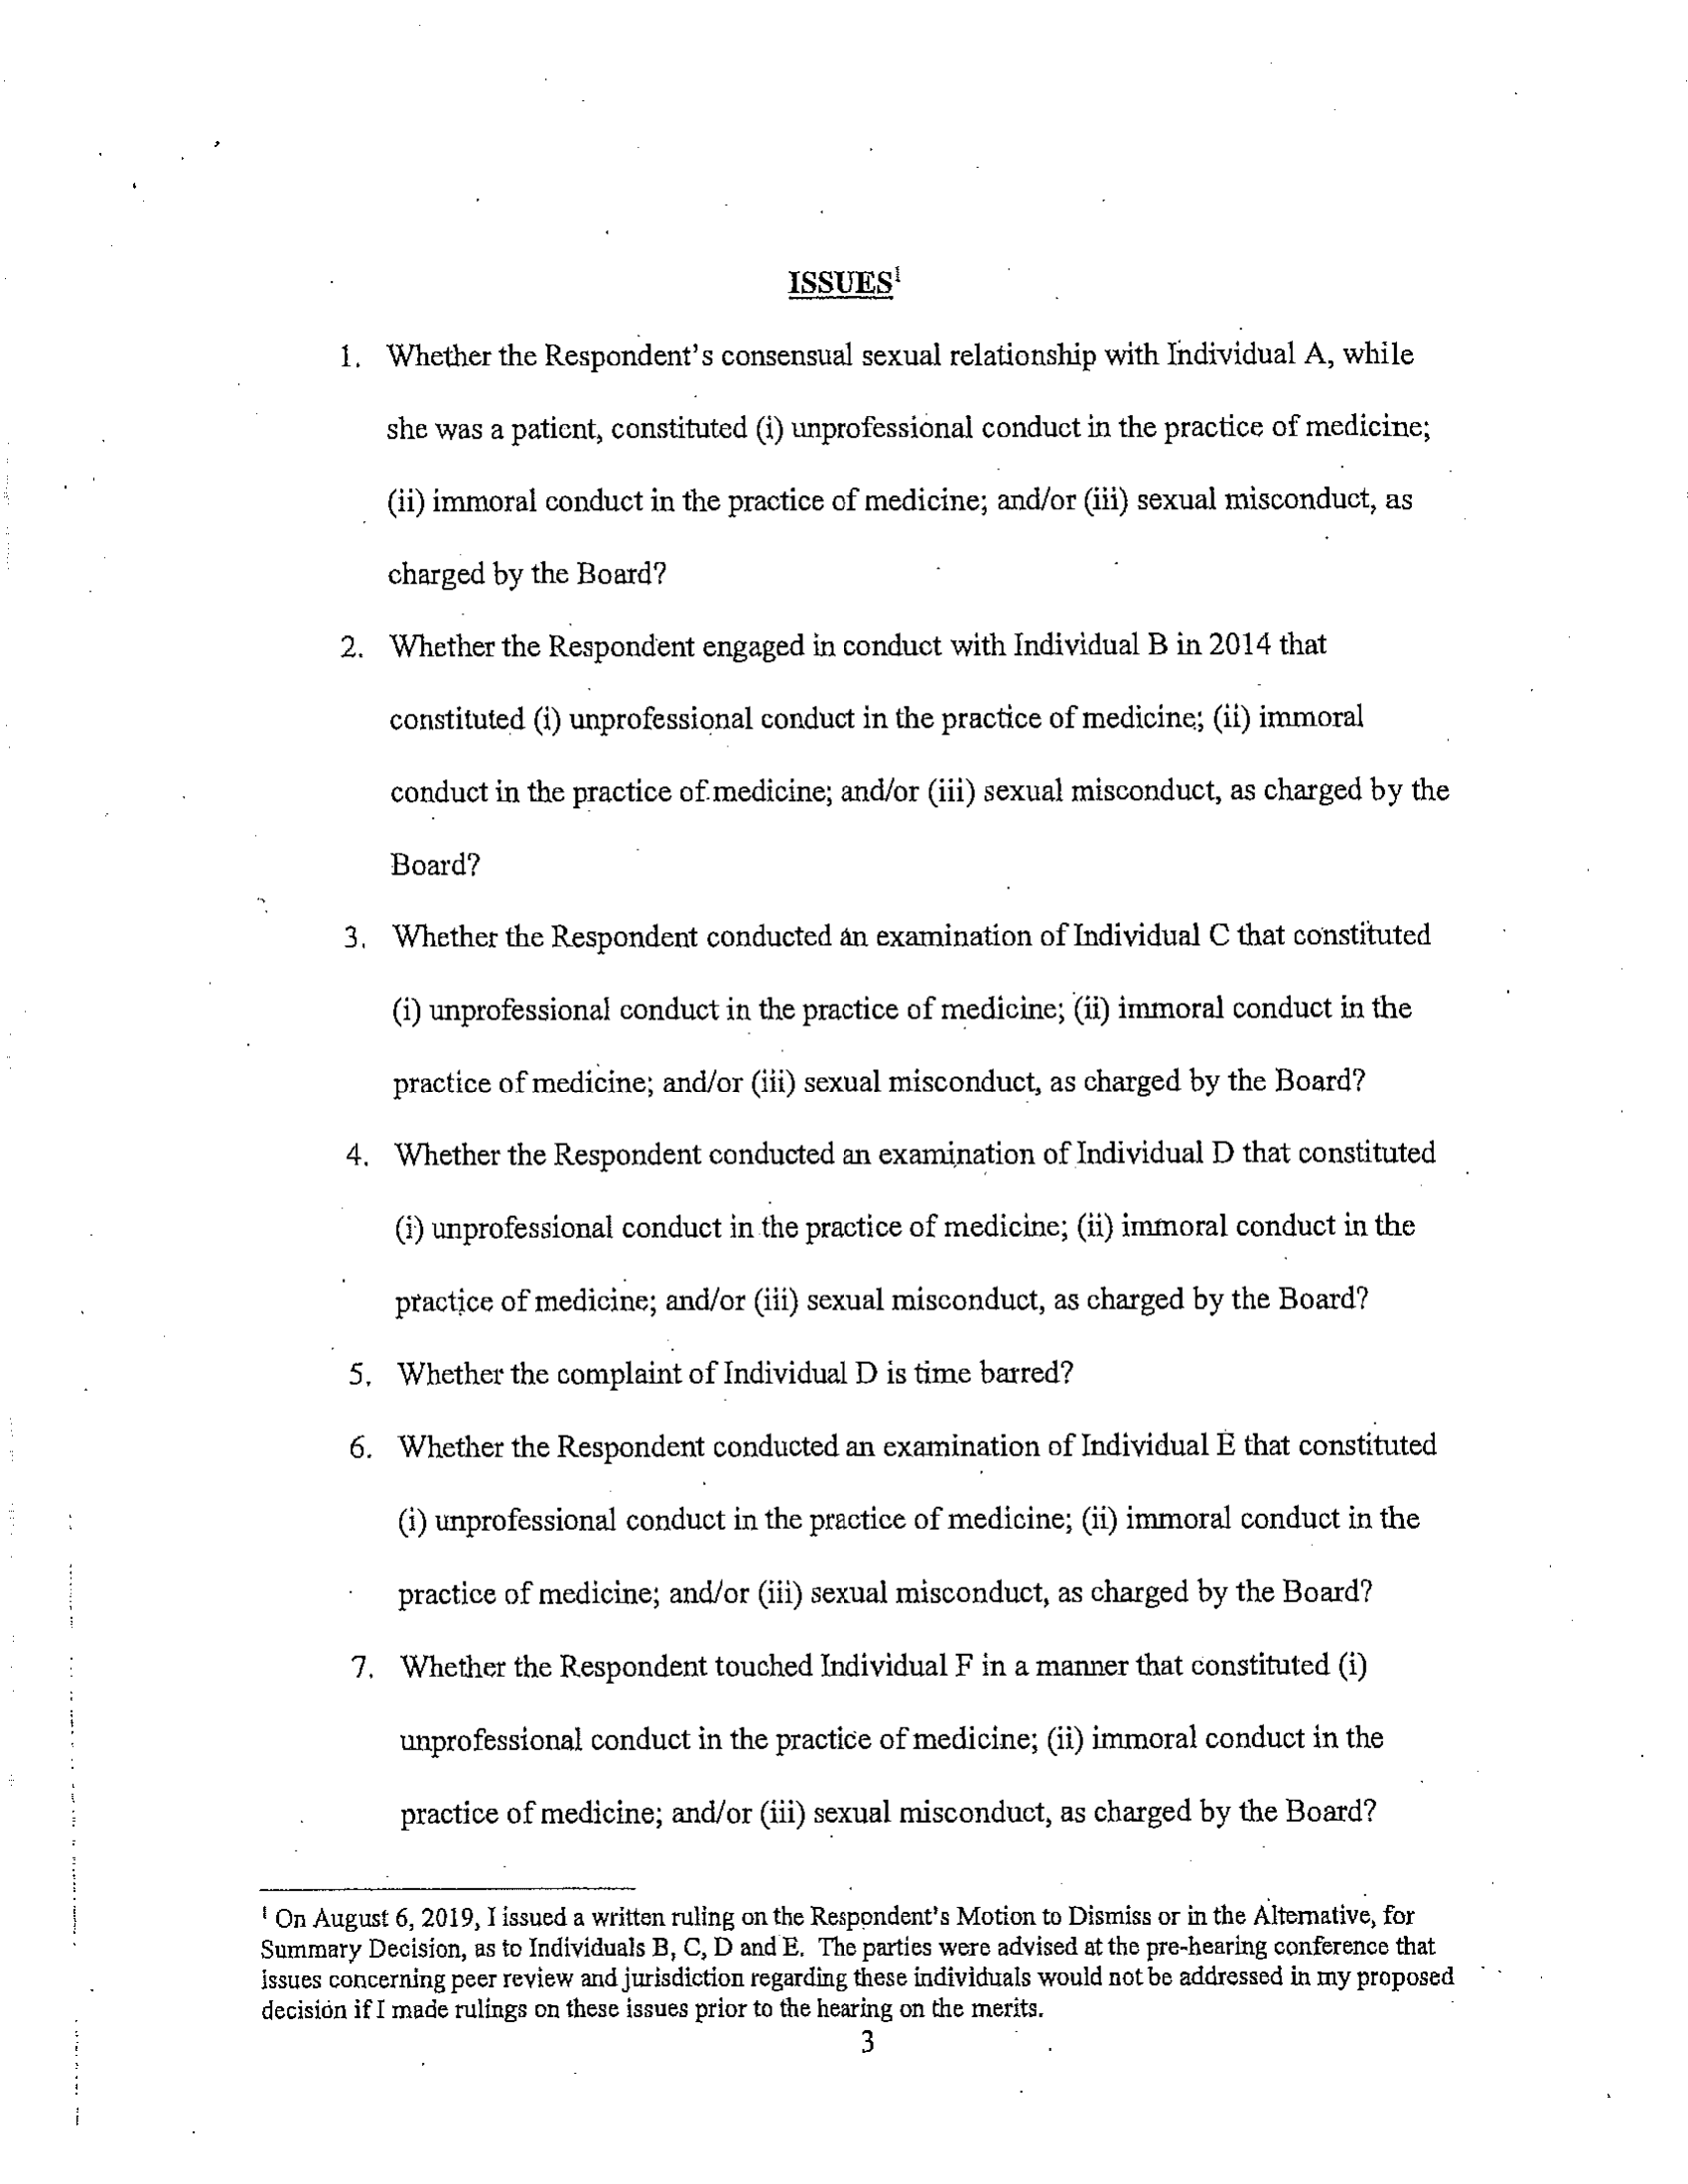 ISSUES¹
1. Whether the Respondent's consensual sexual relationship with Individual A, while
she was a patient, constituted (i) unprofessional conduct in the practice of medicine;
(ii) immoral conduct in the practice of medicine; and/or (iii) sexual misconduct, as
charged by the Board?
2. Whether the Respondent engaged in conduct with Individual B in 2014 that
constituted (i) unprofessional conduct in the practice of medicine; (ii) immoral
conduct in the practice of medicine; and/or (iii) sexual misconduct, as charged by the
Board?
3. Whether the Respondent conducted an examination of Individual C that constituted
(i) unprofessional conduct in the practice of medicine; (ii) immoral conduct in the
practice of medicine; and/or (iii) sexual misconduct, as charged by the Board?
4. Whether the Respondent conducted an examination of Individual D that constituted
(i) unprofessional conduct in the practice of medicine; (ii) immoral conduct in the
practice of medicine; and/or (iii) sexual misconduct, as charged by the Board?
5. Whether the complaint of Individual D is time barred?
6. Whether the Respondent conducted an examination of Individual E that constituted
(i) unprofessional conduct in the practice of medicine; (ii) immoral conduct in the
practice of medicine; and/or (iii) sexual misconduct, as charged by the Board?
7. Whether the Respondent touched Individual F in a manner that constituted (i)
unprofessional conduct in the practice of medicine; (ii) immoral conduct in the
practice of medicine; and/or (iii) sexual misconduct, as charged by the Board?
¹ On August 6, 2019, I issued a written ruling on the Respondent's Motion to Dismiss or in the Alternative, for
Summary Decision, as to Individuals B, C, D and E. The parties were advised at the pre-hearing conference that
issues concerning peer review and jurisdiction regarding these individuals would not be addressed in my proposed
decision if I made rulings on these issues prior to the hearing on the merits.
3